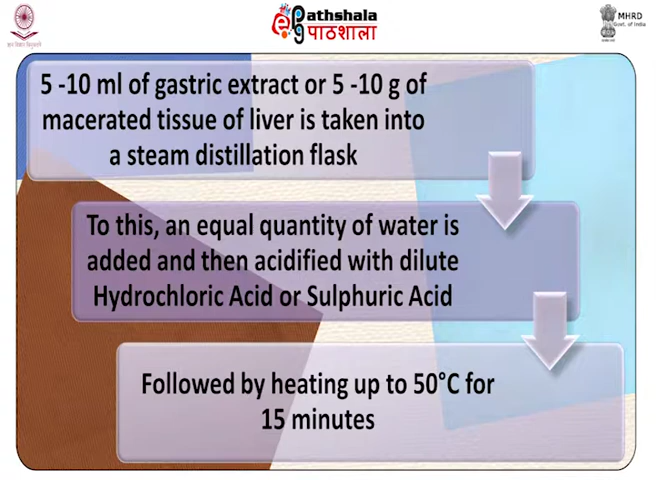 ePathshala
पाठशाला
MHRD
Govt. of India
5 -10 ml of gastric extract or 5 -10 g of
macerated tissue of liver is taken into
a steam distillation flask
To this, an equal quantity of water is
added and then acidified with dilute
Hydrochloric Acid or Sulphuric Acid
Followed by heating up to 50°C for
15 minutes